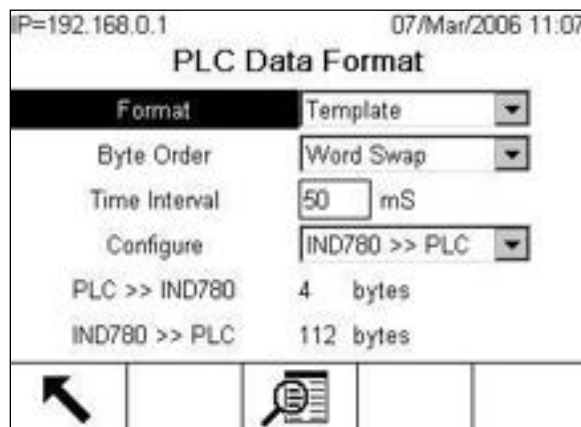 IP=192.168.0.1 07/Mar/2006 11:07
PLC Data Format
Format Template
Byte Order Word Swap
Time Interval 50 mS
Configure IND780 >> PLC
PLC >> IND780 4 bytes
IND780 >> PLC 112 bytes